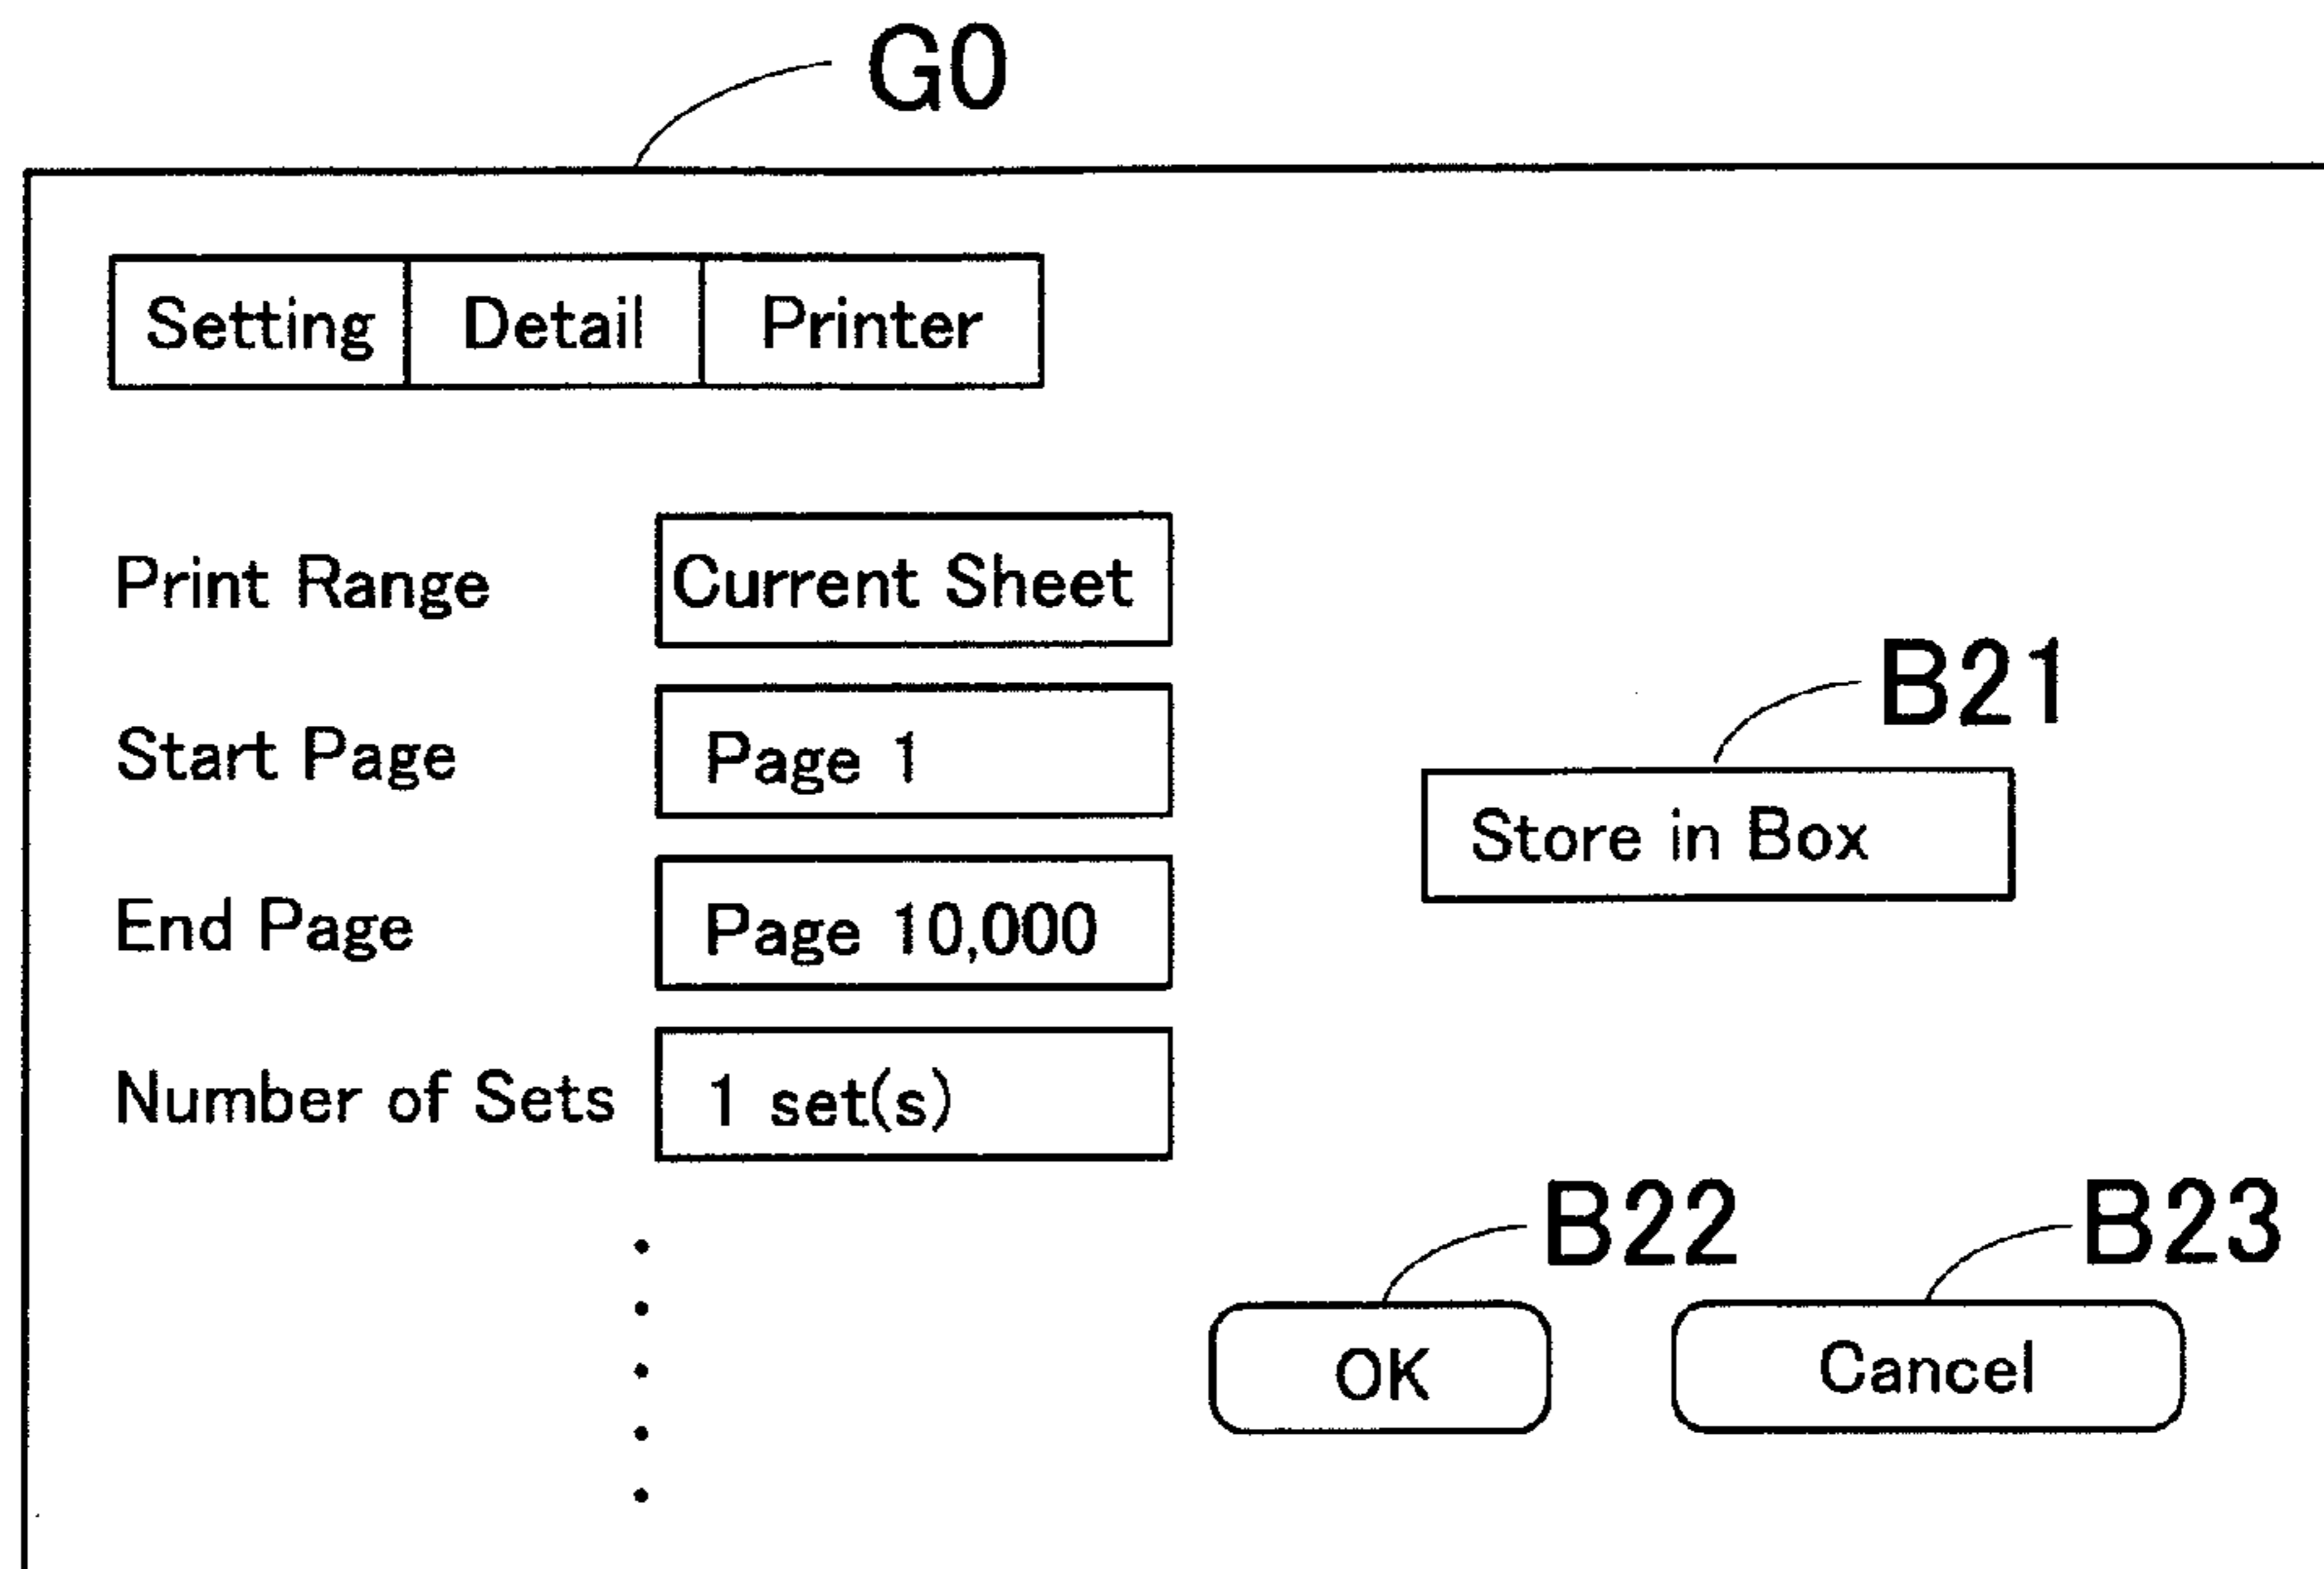 G0
Setting Detail Printer
Print Range Current Sheet
B21
Start Page Page 1
Store in Box
End Page Page 10,000
Number of Sets 1 set(s)
B22 B23
OK Cancel